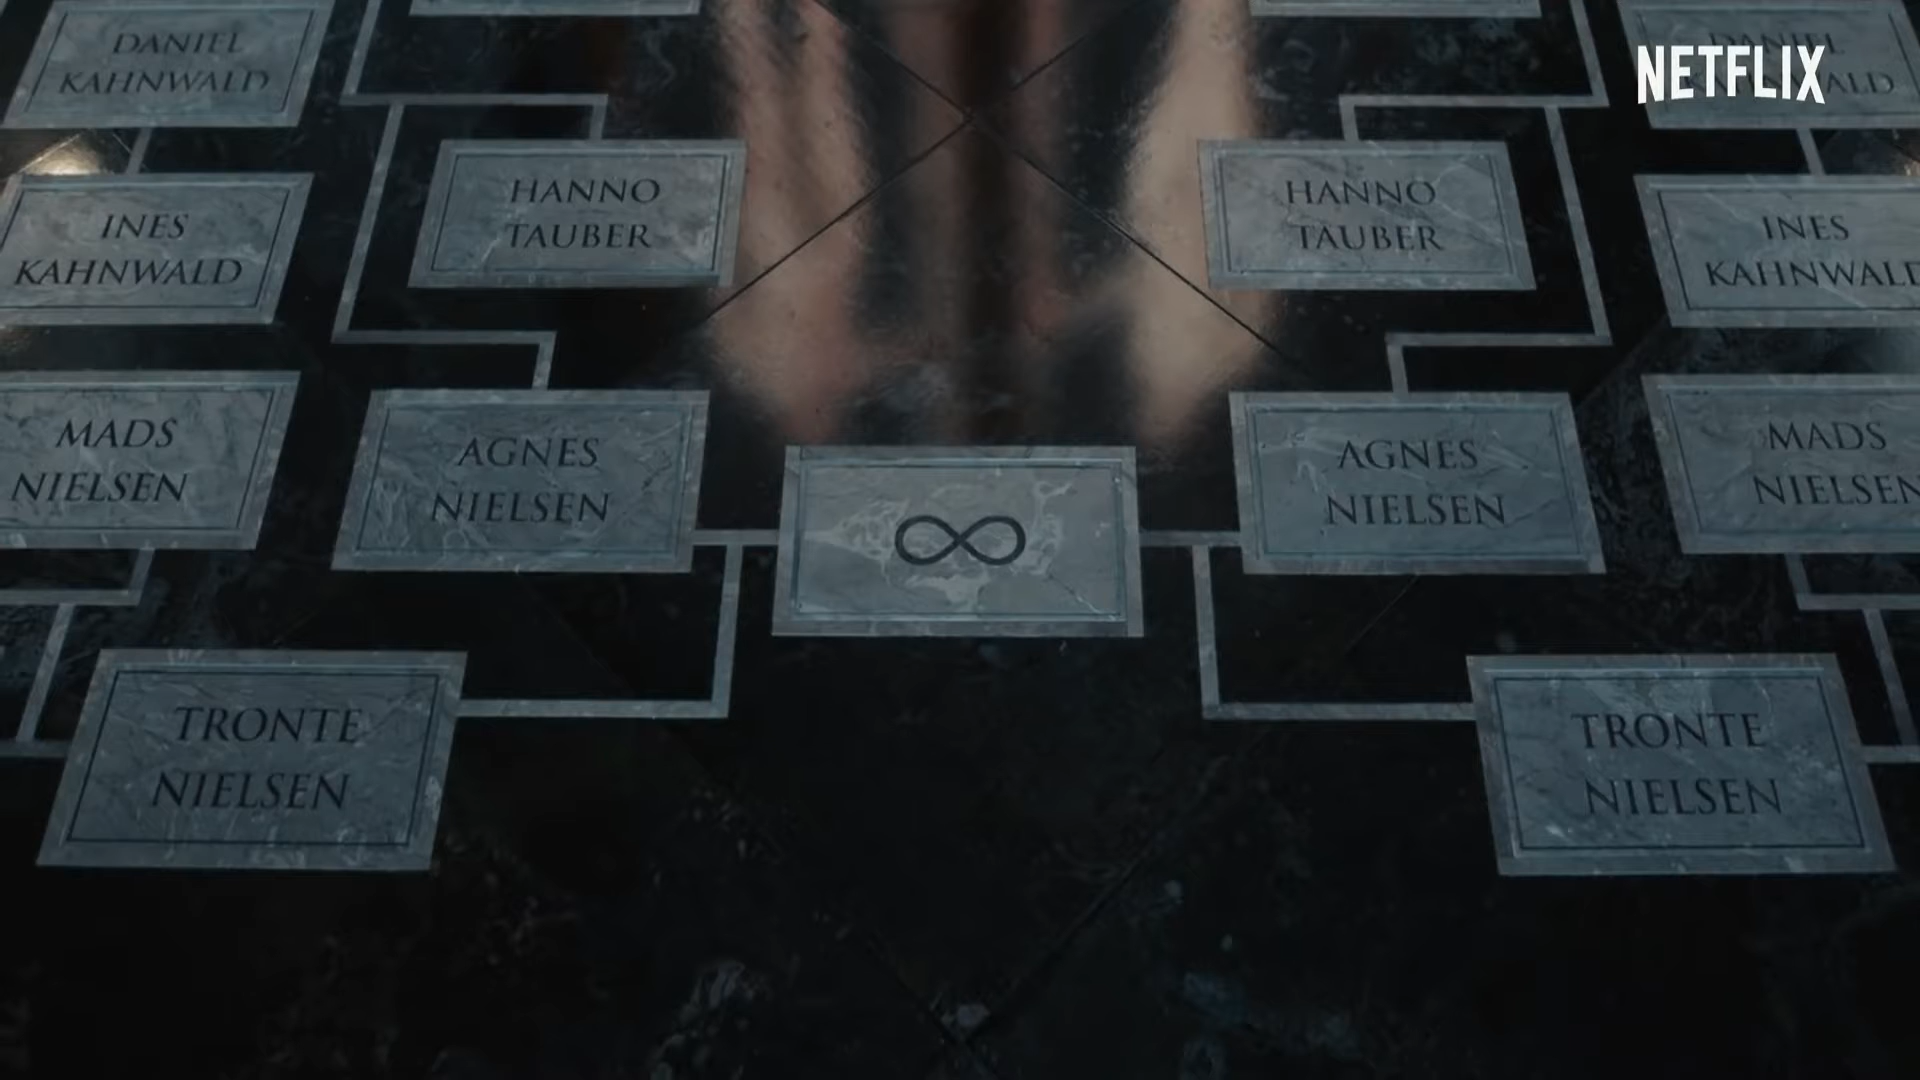 DANIEL
KAHNWALD
DANIEL
NETFLIX
HANNO
TAUBER
HANNO
TAUBER
INES
KAHNWALD
INES
KAHNWALD
MADS
NIELSEN
AGNES
NIELSEN
∞
AGNES
NIELSEN
MADS
NIELSEN
TRONTE
NIELSEN
TRONTE
NIELSEN